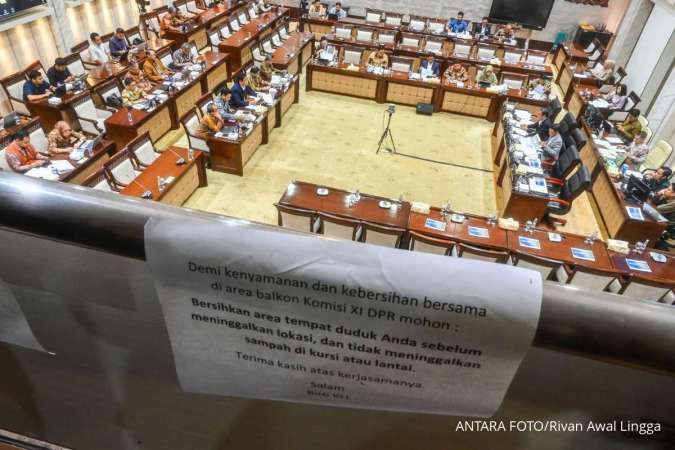 Demi kenyamanan dan kebersihan bersama
di area balkon Komisi XI DPR mohon :
Bersihkan area tempat duduk Anda sebelum
meninggalkan lokasi, dan tidak meninggalkan
sampah di kursi atau lantai.
Terima kasih atas kerjasamanya.
Salam
ANTARA FOTO/Rivan Awal Lingga